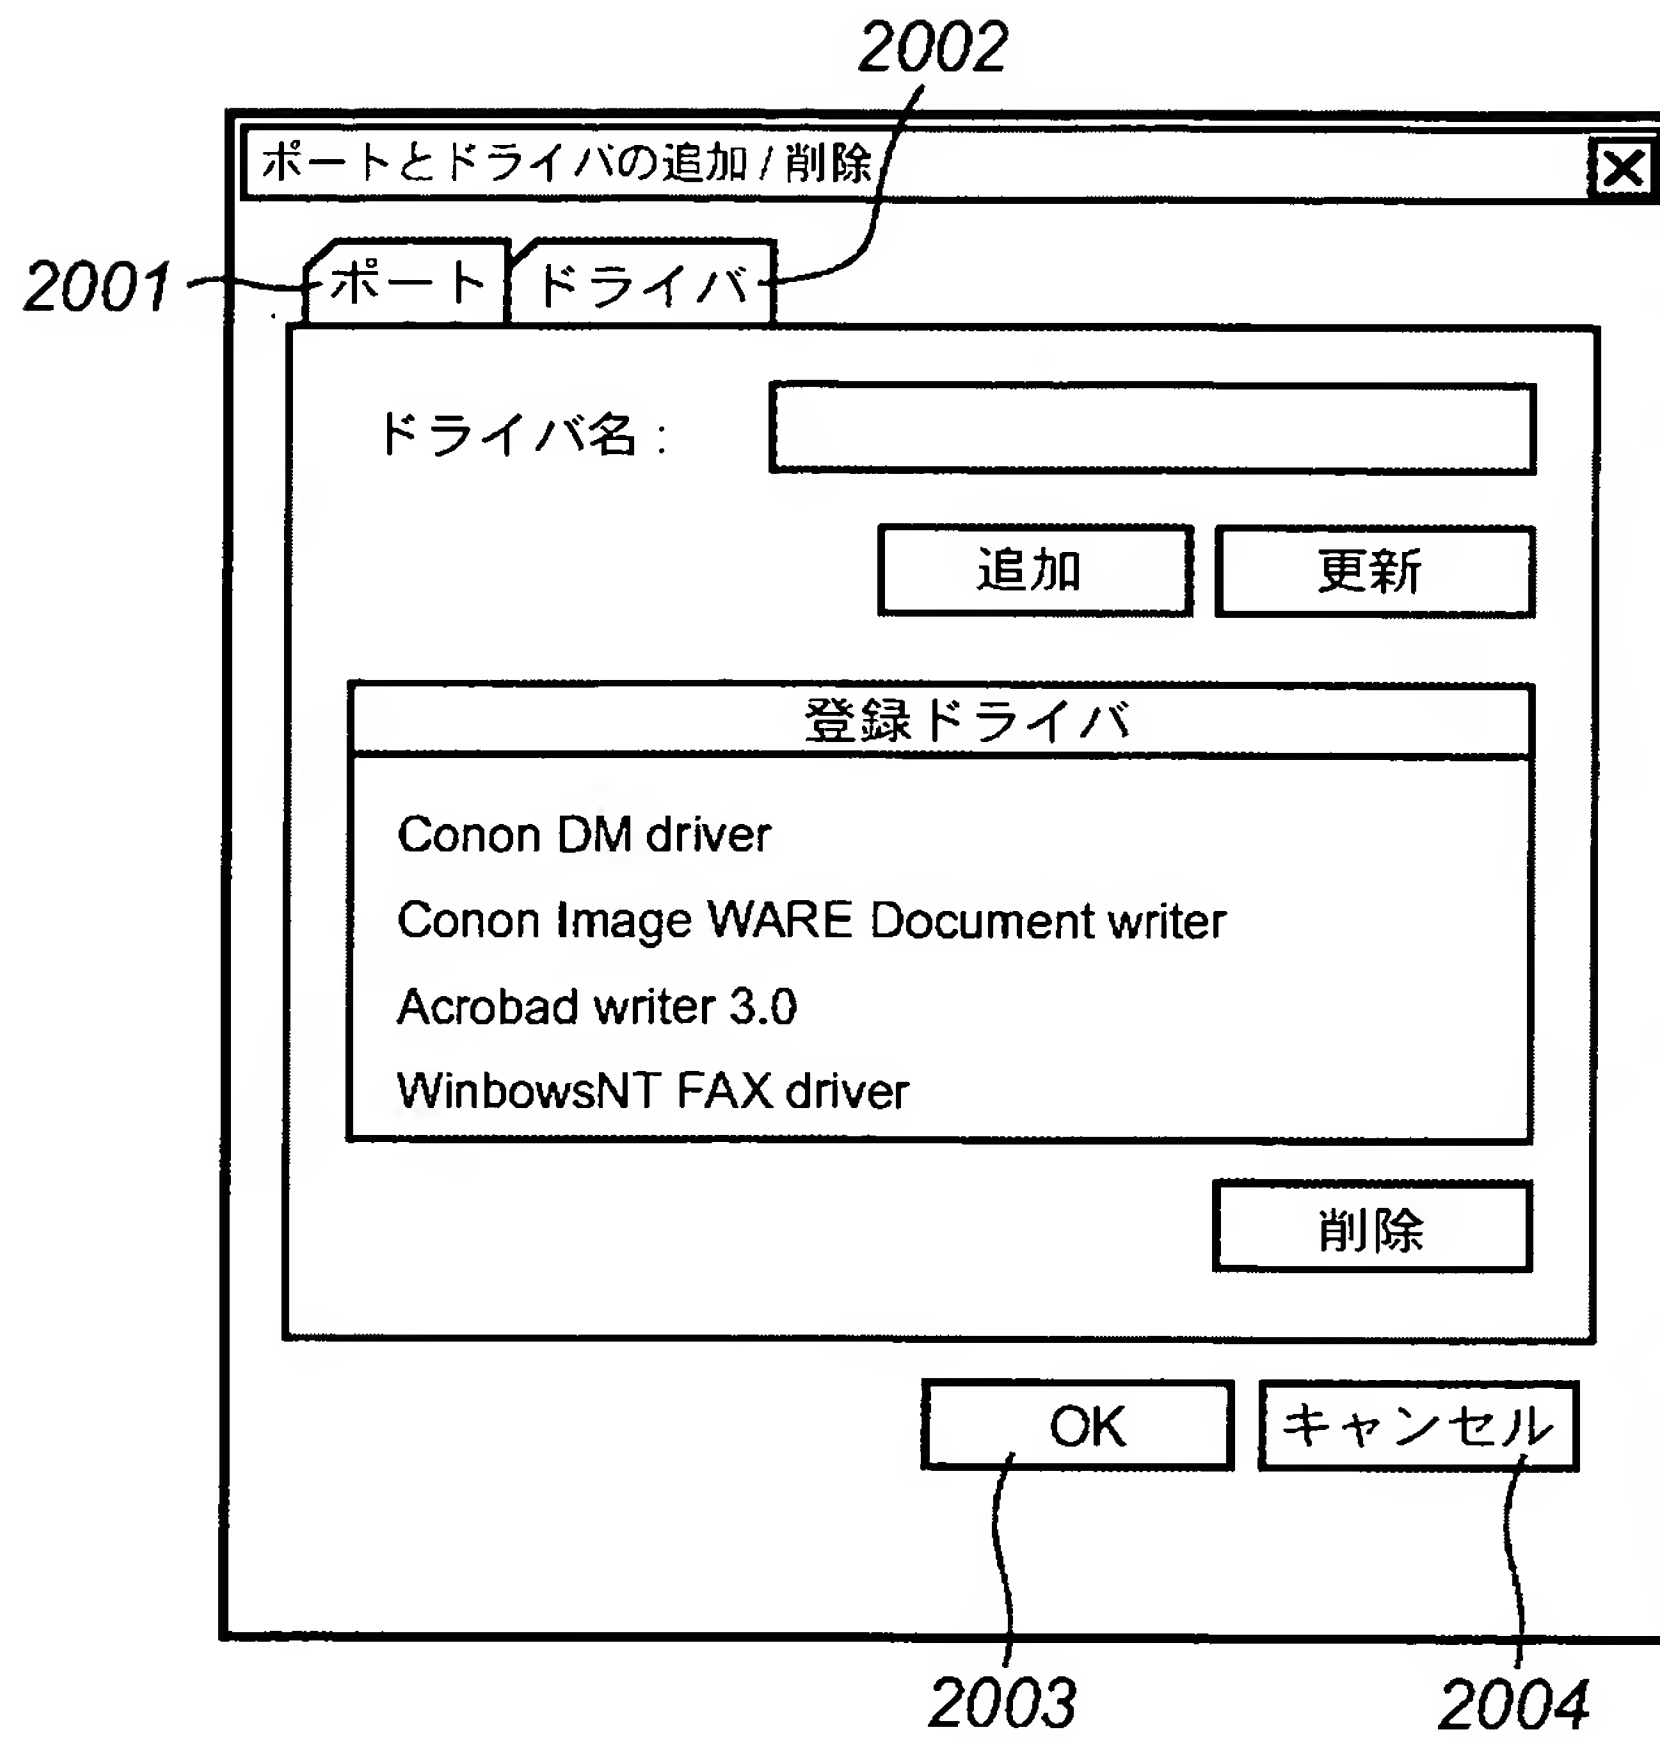 2002
ポートとドライバの追加/削除
2001
ポート ドライバ
ドライバ名:
追加 更新
登録ドライバ
Conon DM driver
Conon Image WARE Document writer
Acrobad writer 3.0
WinbowsNT FAX driver
削除
OK キャンセル
2003 2004